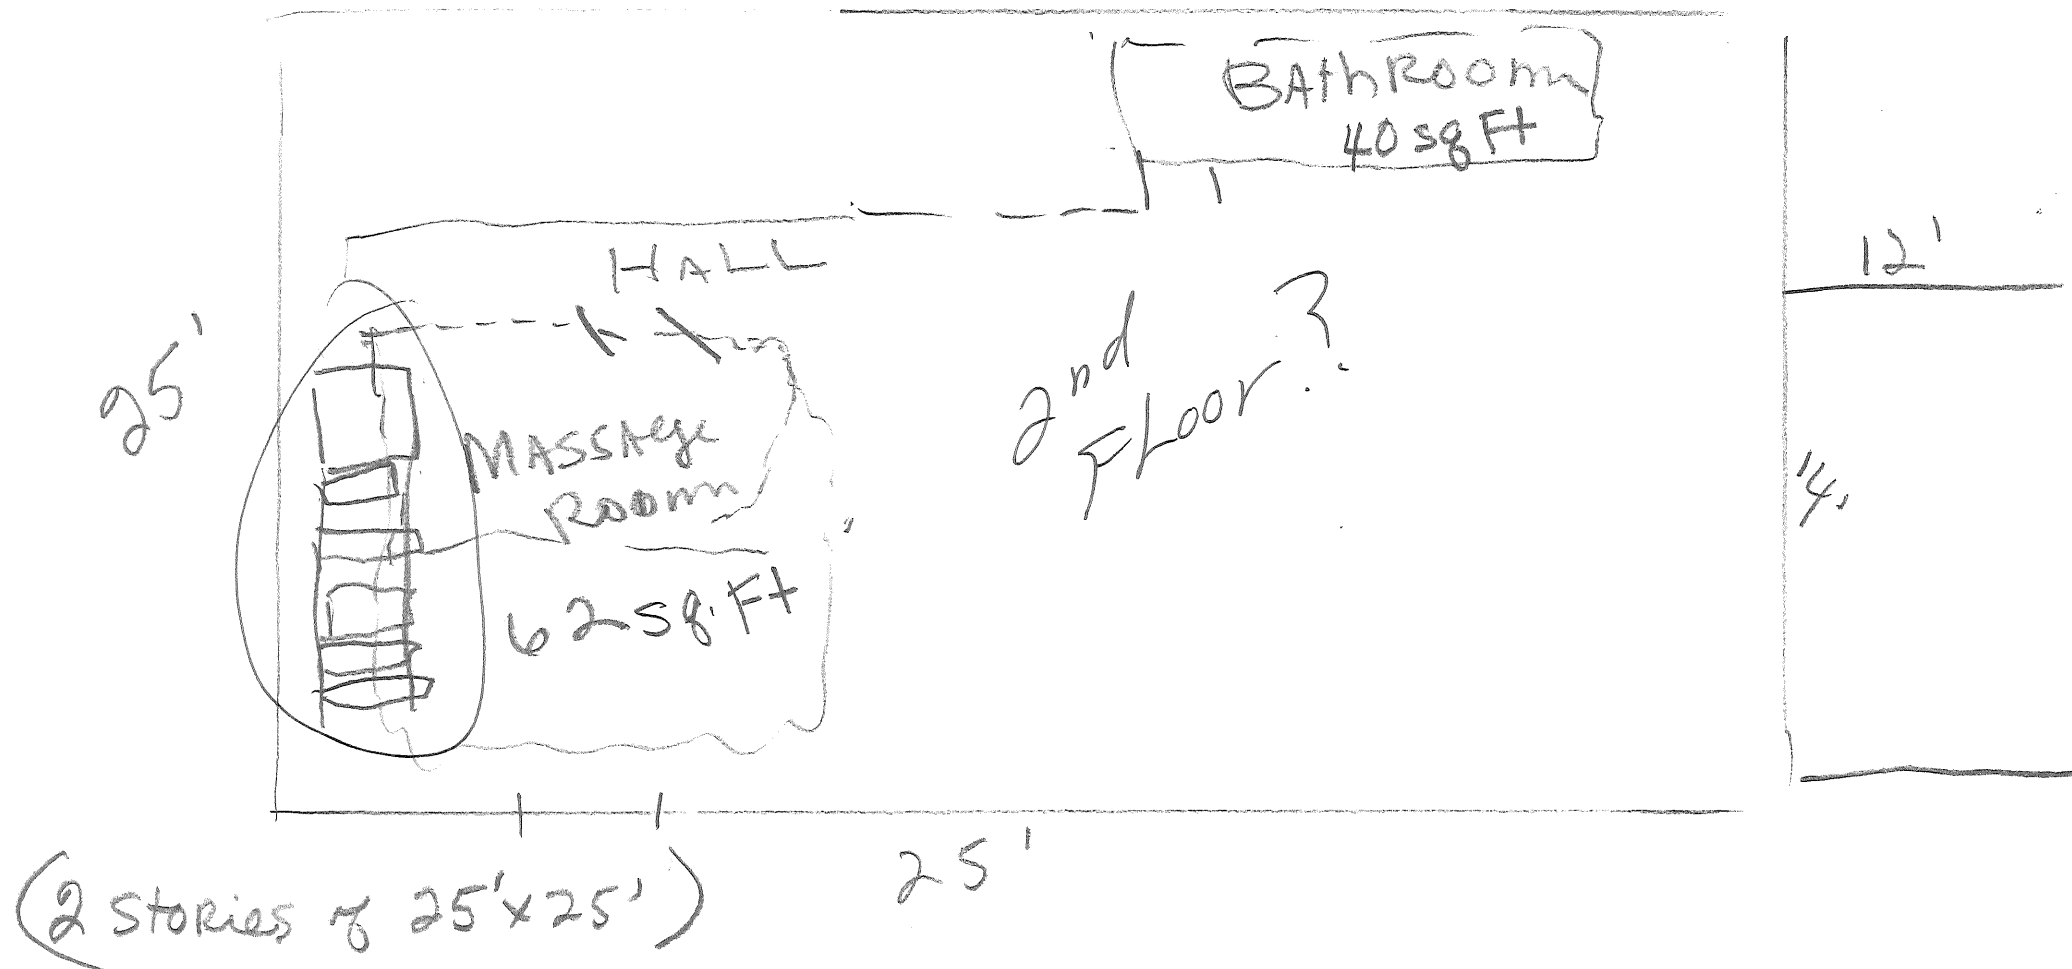 BAthRoom
40 sq Ft
HALL
12'
25'
2nd
FLoor ??
MASSAge
Room
14'
62 sq. Ft
25'
(2 StoRies of 25'x25')